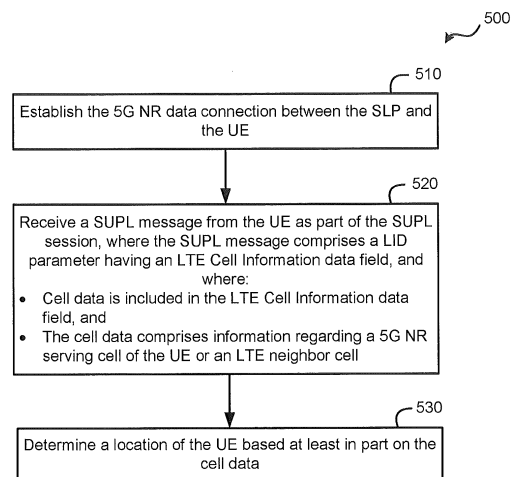 500
510
Establish the 5G NR data connection between the SLP and
the UE
520
Receive a SUPL message from the UE as part of the SUPL
session, where the SUPL message comprises a LID
parameter having an LTE Cell Information data field, and
where:
• Cell data is included in the LTE Cell Information data
field, and
• The cell data comprises information regarding a 5G NR
serving cell of the UE or an LTE neighbor cell
530
Determine a location of the UE based at least in part on the
cell data